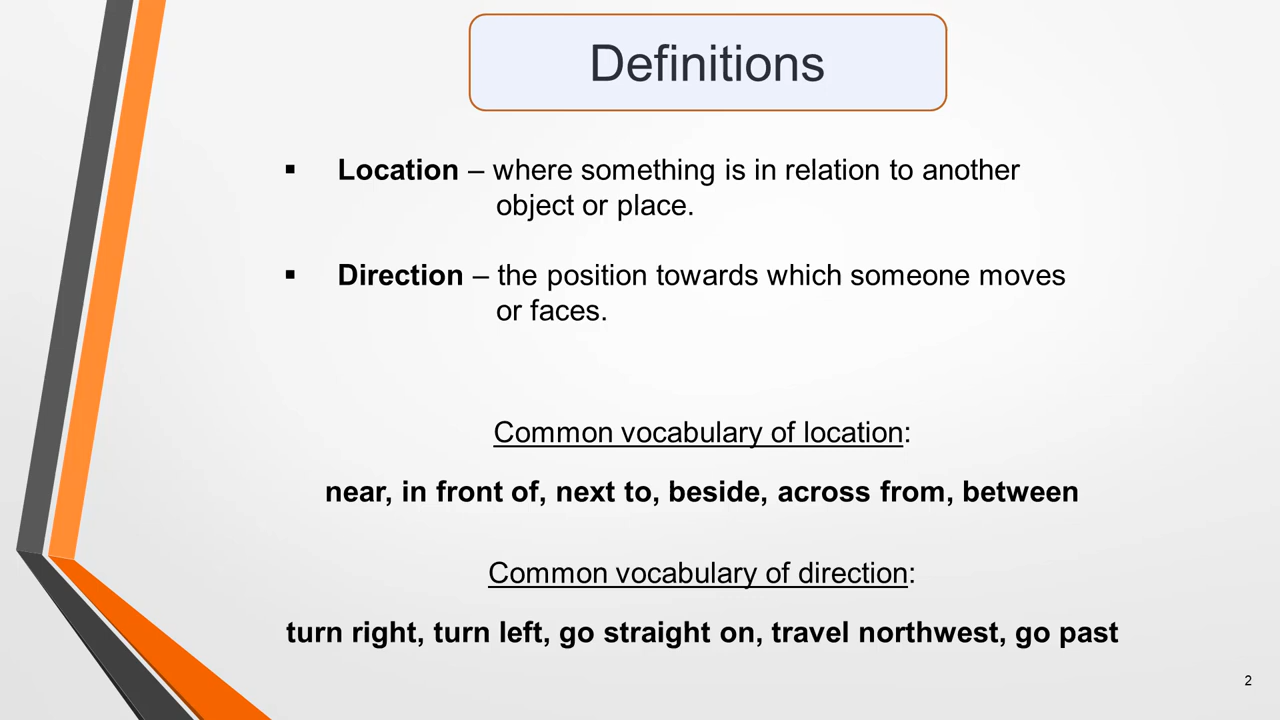 Definitions
▪ Location – where something is in relation to another
object or place.
▪ Direction – the position towards which someone moves
or faces.
Common vocabulary of location:
near, in front of, next to, beside, across from, between
Common vocabulary of direction:
turn right, turn left, go straight on, travel northwest, go past
2